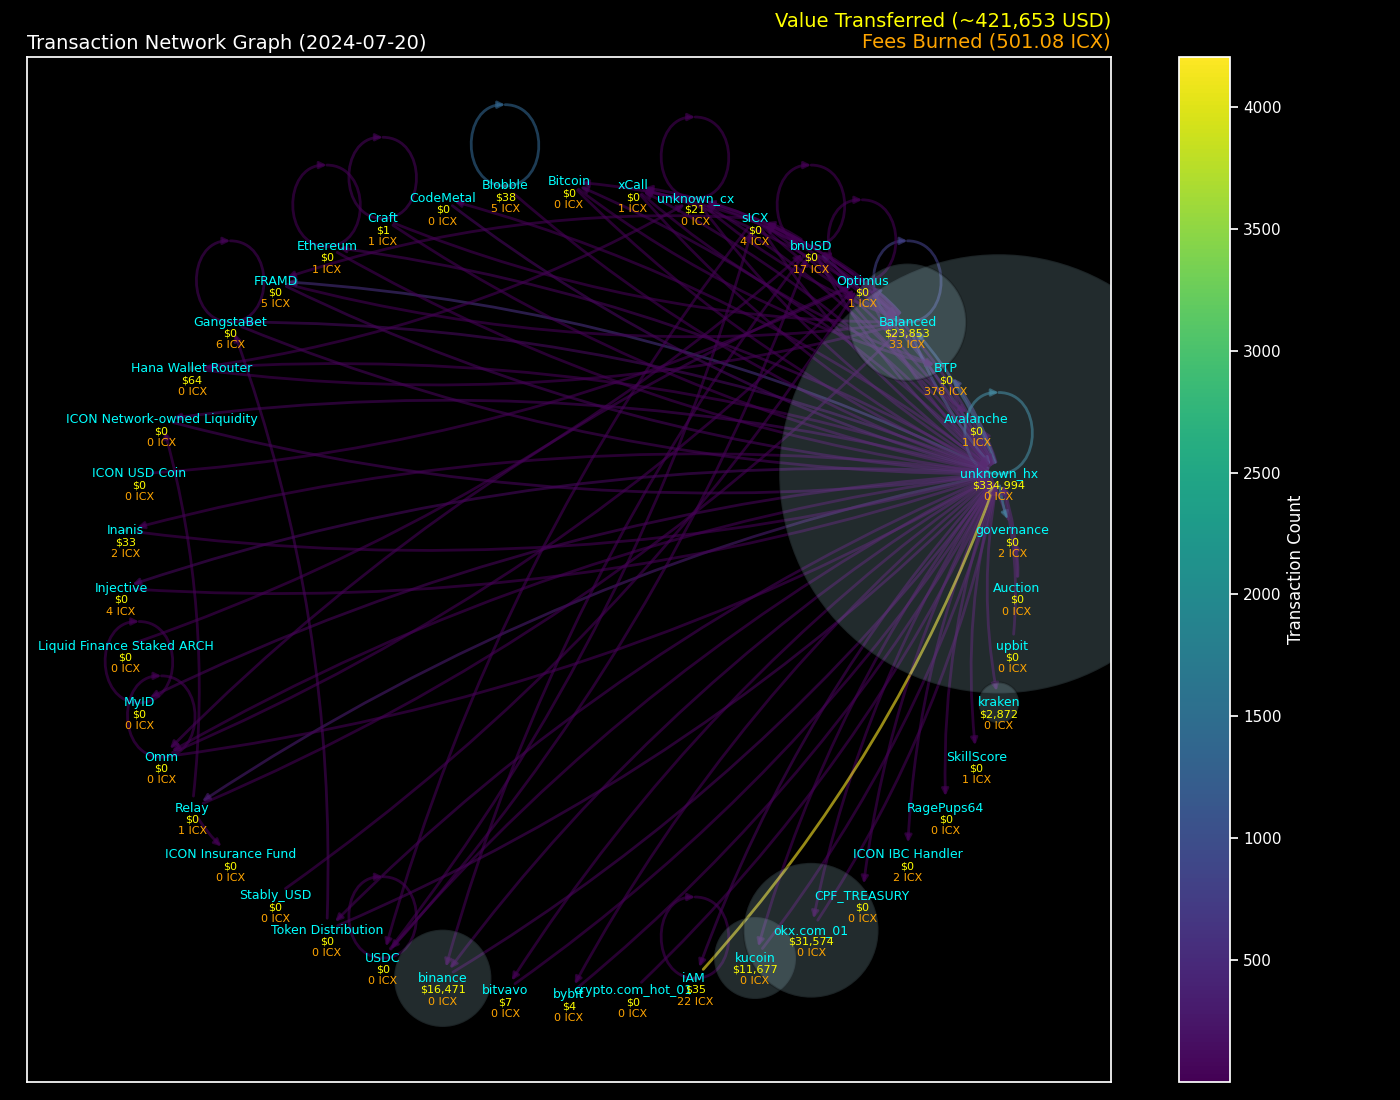 Value Transferred (~421,653 USD)
Transaction Network Graph (2024-07-20)
Fees Burned (501.08 ICX)
Blobble
$38
5 ICX
Bitcoin
$0
0 ICX
xCall
$0
1 ICX
CodeMetal
$0
0 ICX
unknown_cx
$21
0 ICX
Craft
$1
1 ICX
sICX
$0
4 ICX
Ethereum
$0
1 ICX
bnUSD
$0
17 ICX
FRAMD
$0
5 ICX
Optimus
$0
1 ICX
GangstaBet
$0
6 ICX
Balanced
$23,853
33 ICX
Hana Wallet Router
$64
0 ICX
BTP
$0
378 ICX
ICON Network-owned Liquidity
$0
0 ICX
Avalanche
$0
1 ICX
ICON USD Coin
$0
0 ICX
unknown_hx
$334,994
0 ICX
Inanis
$33
2 ICX
governance
$0
2 ICX
Injective
$0
4 ICX
Auction
$0
0 ICX
Liquid Finance Staked ARCH
$0
0 ICX
upbit
$0
0 ICX
MyID
$0
0 ICX
kraken
$2,872
0 ICX
Omm
$0
0 ICX
SkillScore
$0
1 ICX
Relay
$0
1 ICX
RagePups64
$0
0 ICX
ICON Insurance Fund
$0
0 ICX
ICON IBC Handler
$0
2 ICX
Stably_USD
$0
0 ICX
CPF_TREASURY
$0
0 ICX
Token Distribution
$0
0 ICX
okx.com_01
$31,574
0 ICX
USDC
$0
0 ICX
kucoin
$11,677
0 ICX
binance
$16,471
0 ICX
bitvavo
$7
0 ICX
bybit
$4
0 ICX
crypto.com_hot_01
$0
0 ICX
iAM
$35
22 ICX
4000
3500
3000
2500
2000
1500
1000
500
Transaction Count